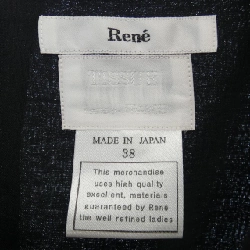 René
MADE IN JAPAN
38
This merchandise
uses high quality
excellent, materials
guaranteed by René
the well refined ladies